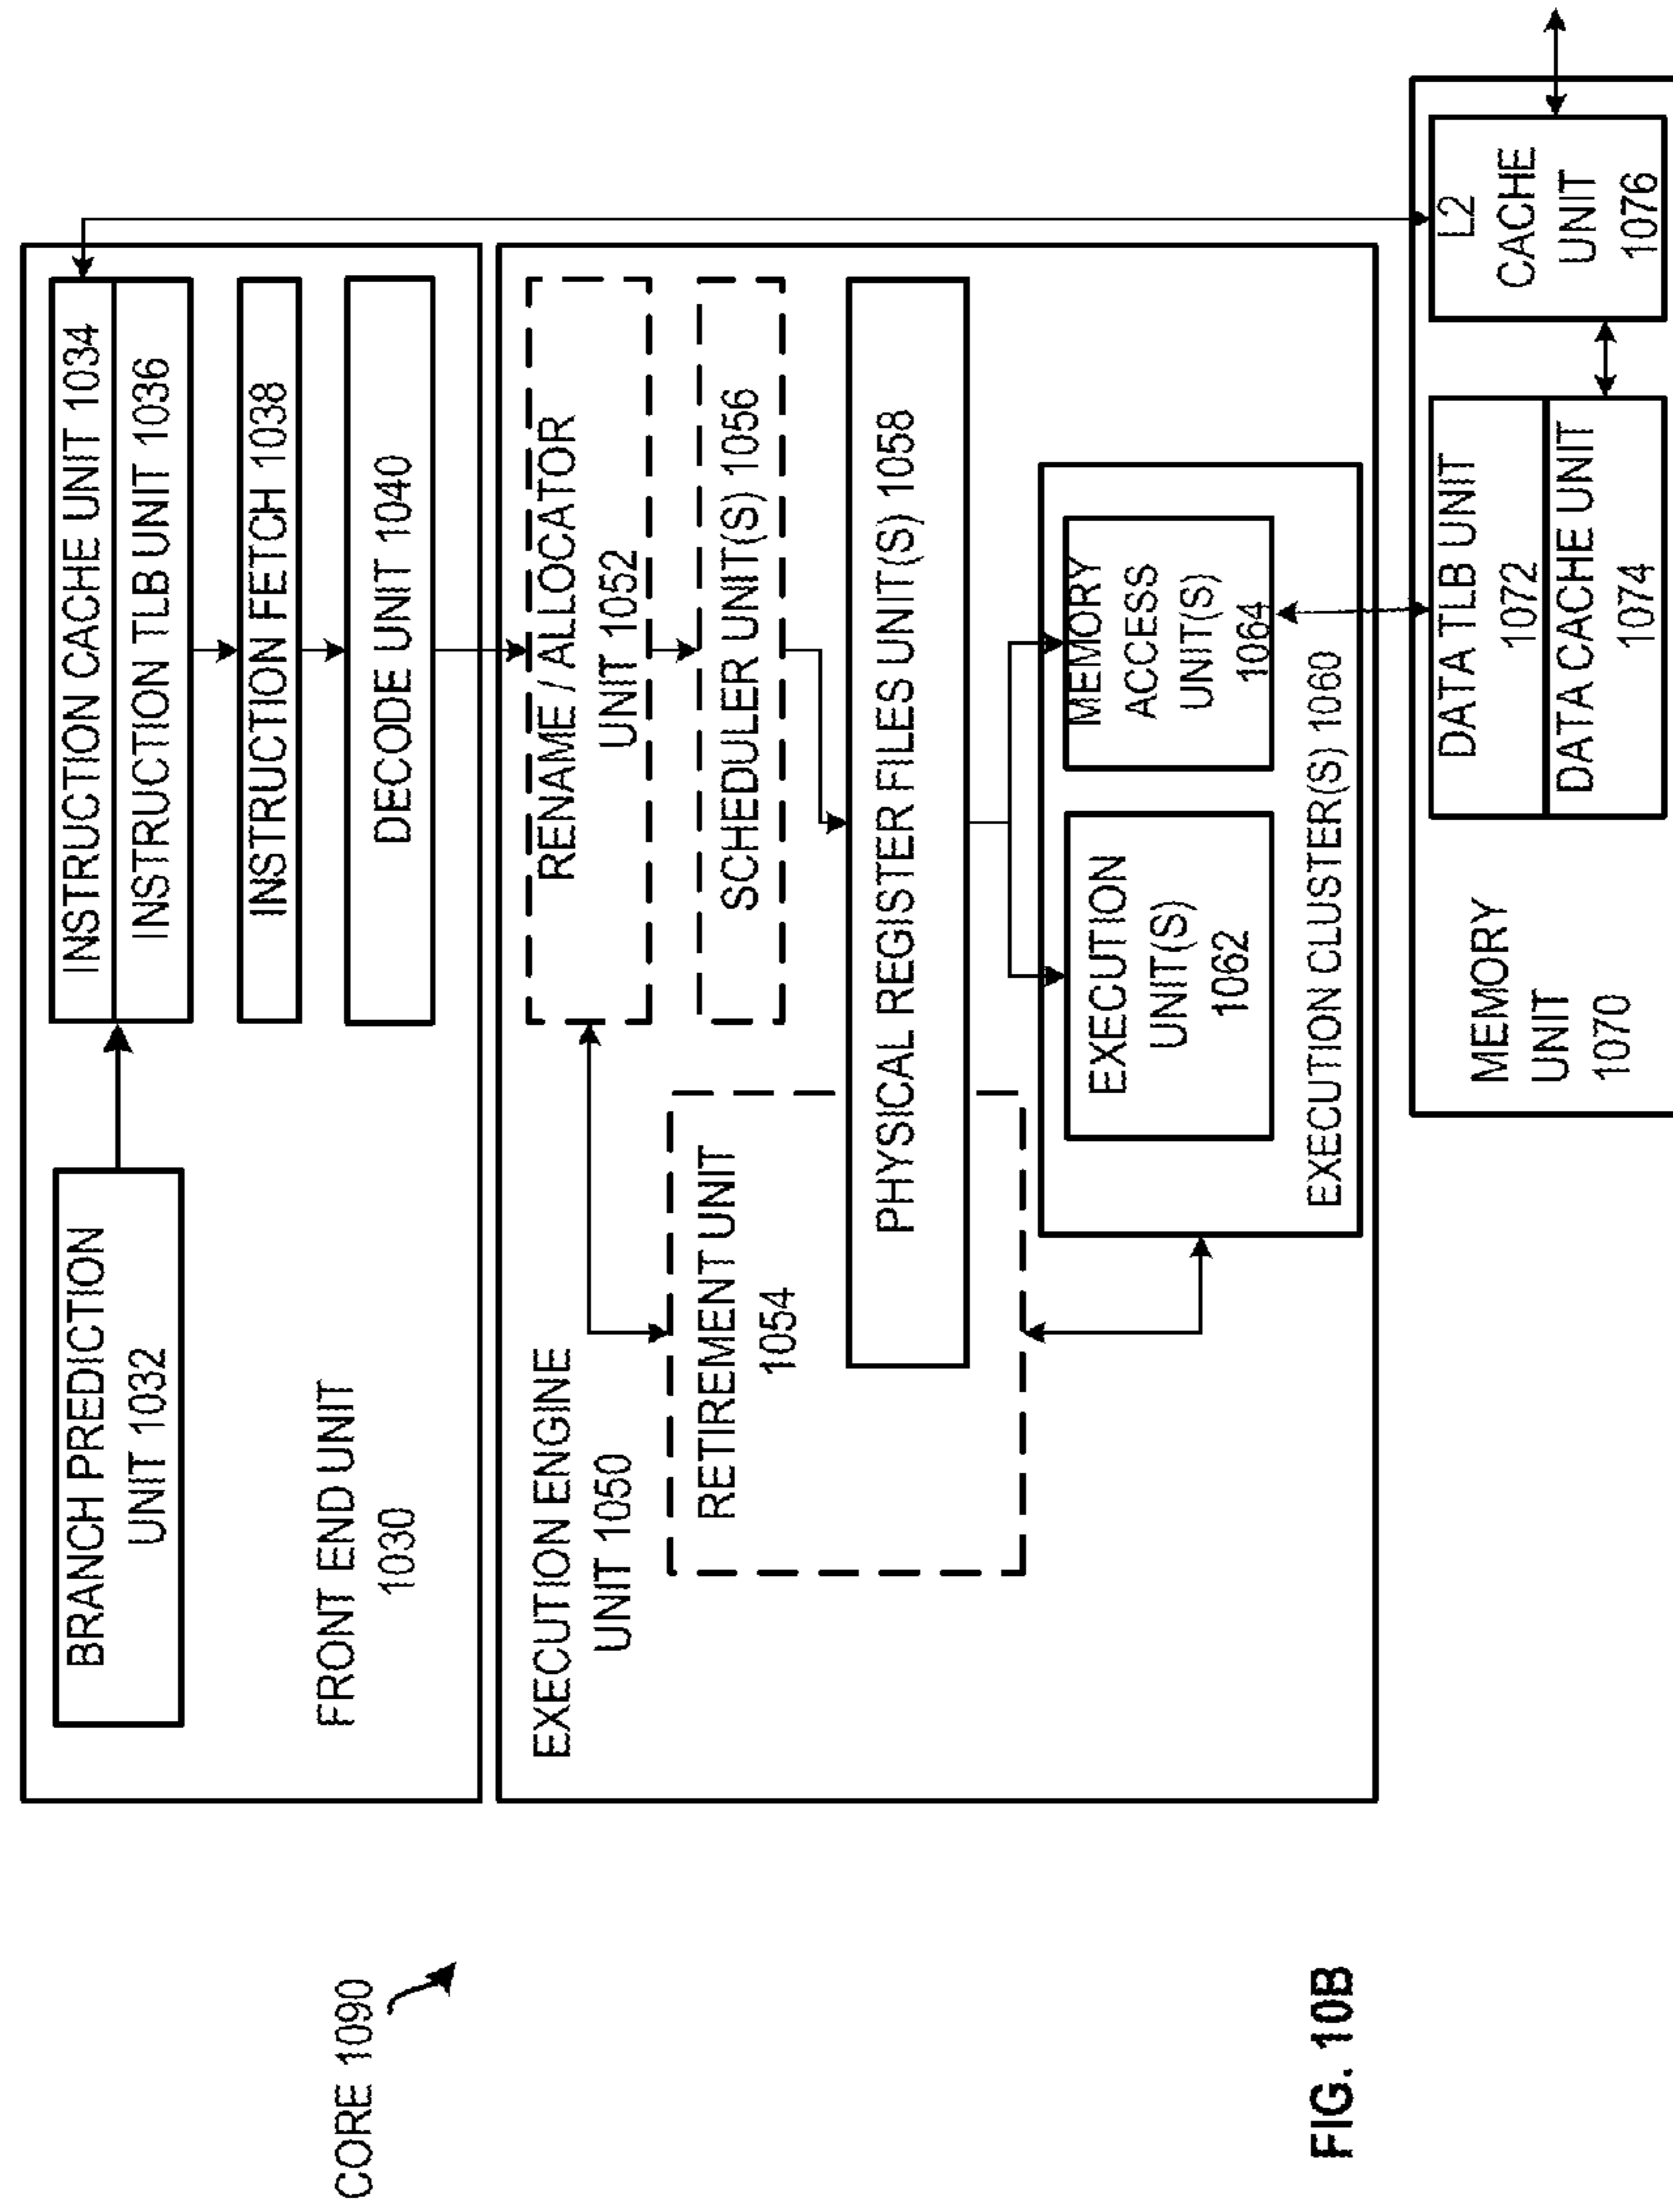 CORE 1090
BRANCH PREDICTION
UNIT 1032
INSTRUCTION CACHE UNIT 1034
INSTRUCTION TLB UNIT 1036
INSTRUCTION FETCH 1038
DECODE UNIT 1040
FRONT END UNIT
1030
EXECUTION ENGINE
UNIT 1050
RENAME / ALLOCATOR
UNIT 1052
RETIREMENT UNIT
1054
SCHEDULER UNIT(S) 1056
PHYSICAL REGISTER FILES UNIT(S) 1058
EXECUTION
UNIT(S)
1062
MEMORY
ACCESS
UNIT(S)
1064
EXECUTION CLUSTER(S) 1060
MEMORY
UNIT
1070
DATA TLB UNIT
1072
DATA CACHE UNIT
1074
L2
CACHE
UNIT
1076
FIG. 10B